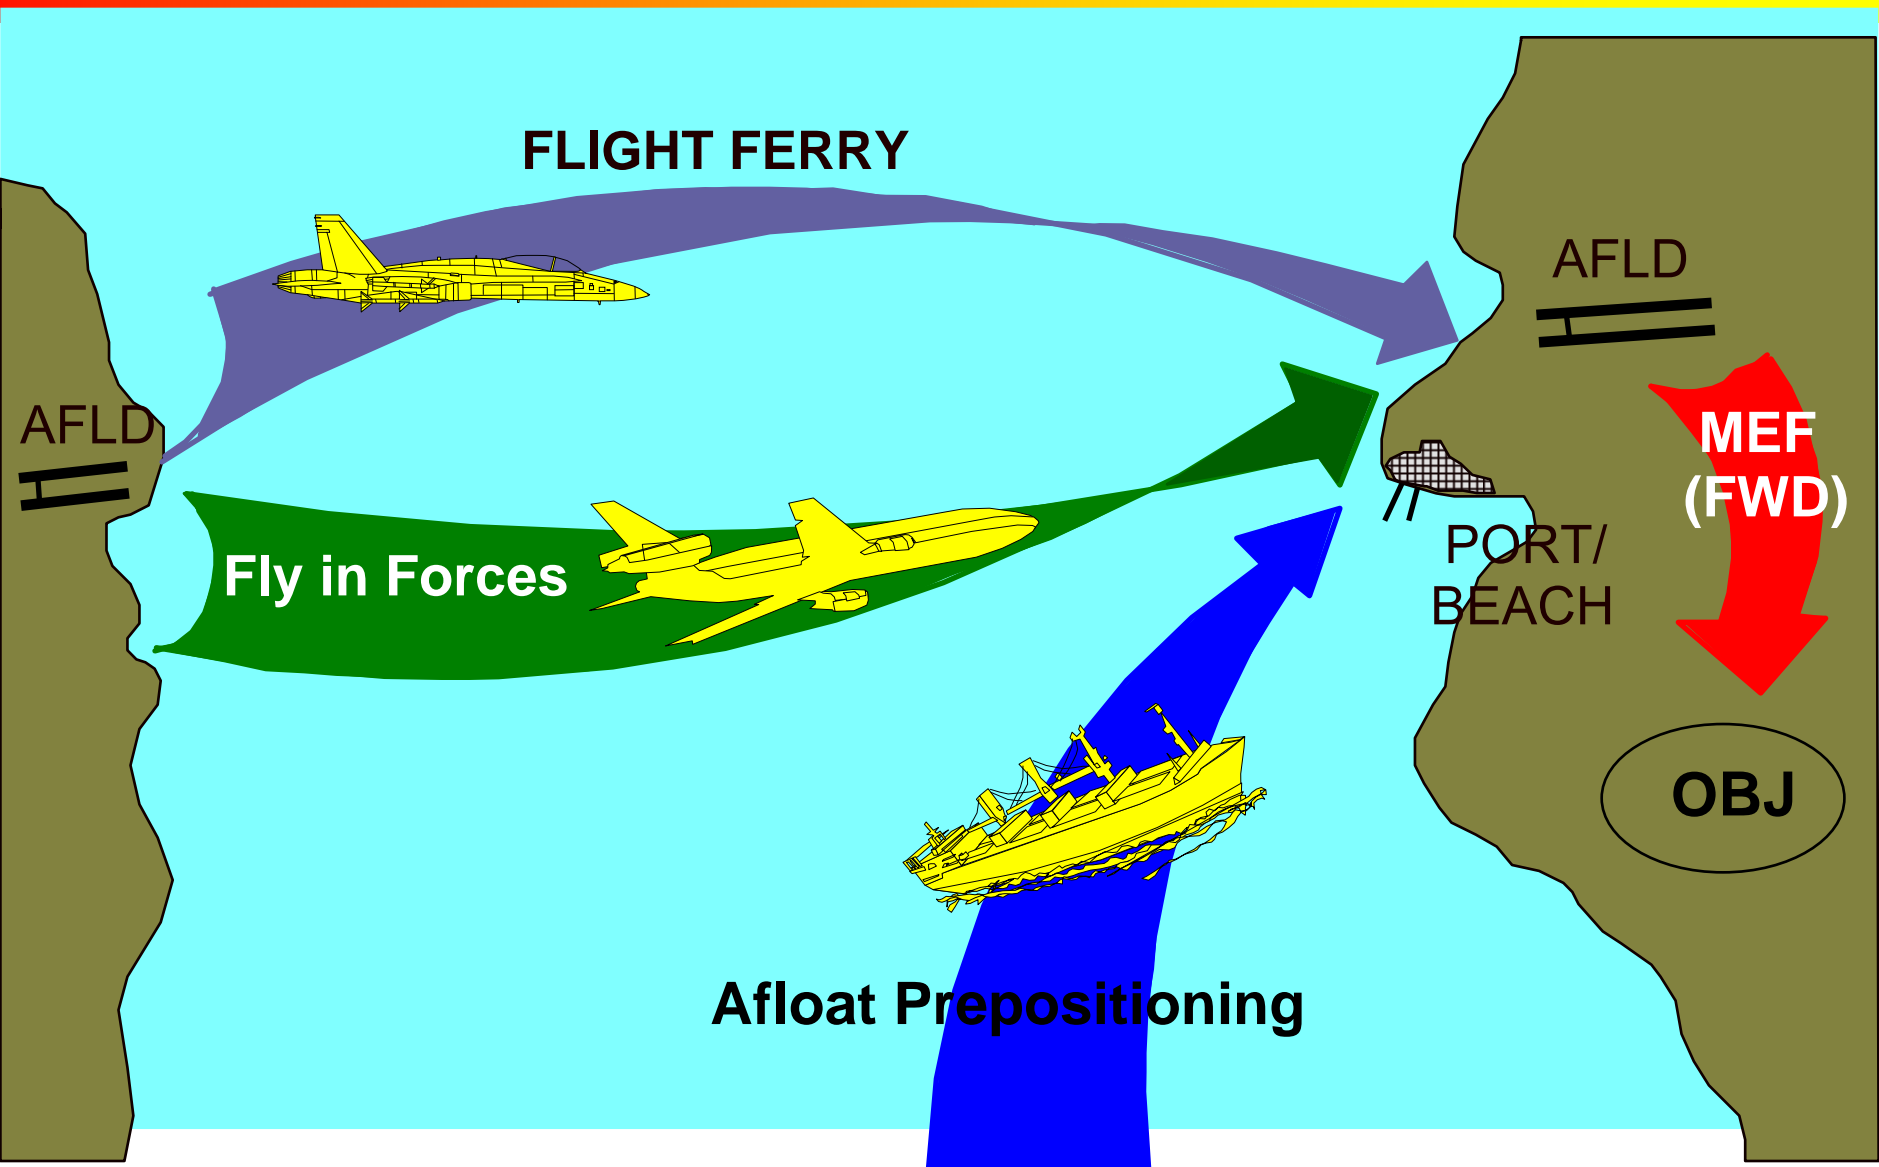 FLIGHT FERRY
AFLD
AFLD
MEF
(FWD)
Fly in Forces
PORT/
BEACH
OBJ
Afloat Prepositioning